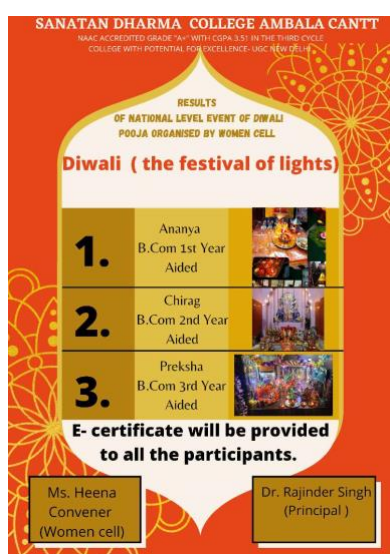 SANATAN DHARMA COLLEGE AMBALA CANTT
NAAC ACCREDITED GRADE "A+" WITH CGPA 3.51 IN THE THIRD CYCLE
COLLEGE WITH POTENTIAL FOR EXCELLENCE- UGC NEW DELHI
RESULTS
OF NATIONAL LEVEL EVENT OF DIWALI
POOJA ORGANISED BY WOMEN CELL
Diwali ( the festival of lights)
1.
Ananya
B.Com 1st Year
Aided
2.
Chirag
B.Com 2nd Year
Aided
3.
Preksha
B.Com 3rd Year
Aided
E- certificate will be provided
to all the participants.
Ms. Heena
Convener
(Women cell)
Dr. Rajinder Singh
(Principal )